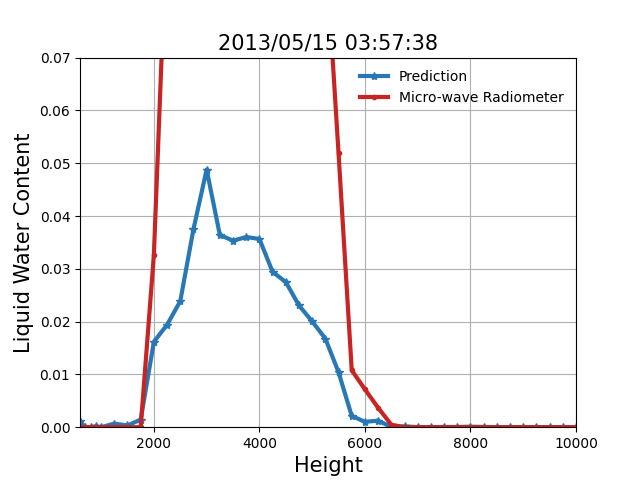 2013/05/15 03:57:38
0.07
0.06
0.05
0.04
0.03
0.02
0.01
0.00
Liquid Water Content
Prediction
Micro-wave Radiometer
2000 4000 6000 8000 10000
Height